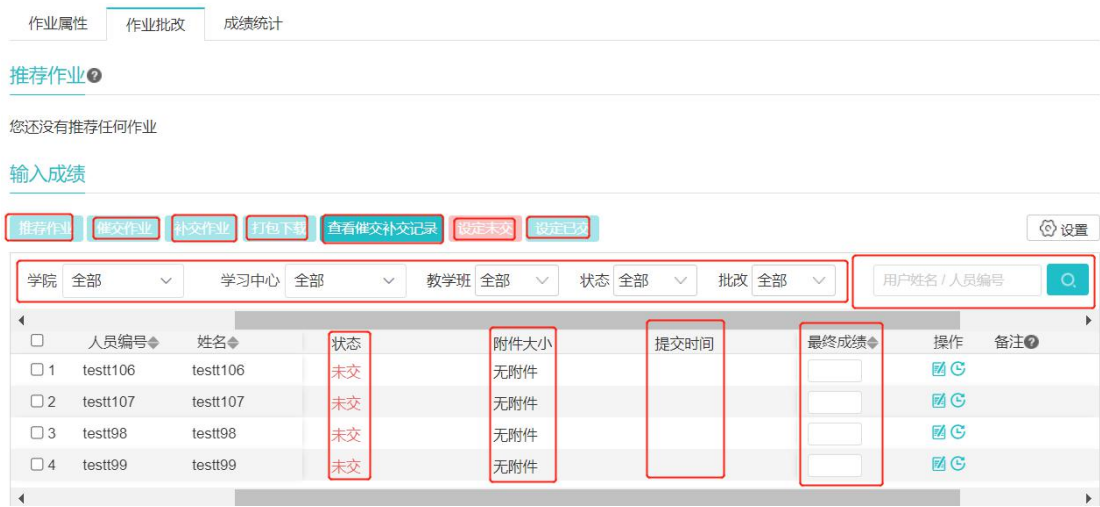 作业属性 作业批改 成绩统计
推荐作业?
您还没有推荐任何作业
输入成绩
推荐作业 催交作业 补交作业 打包下载 查看催交补交记录 设定未交 设定已交 设置
学院 全部 学习中心 全部 教学班 全部 状态 全部 批改 全部 用户姓名 / 人员编号
人员编号 姓名 状态 附件大小 提交时间 最终成绩 操作 备注?
1 testt106 testt106 未交 无附件
2 testt107 testt107 未交 无附件
3 testt98 testt98 未交 无附件
4 testt99 testt99 未交 无附件